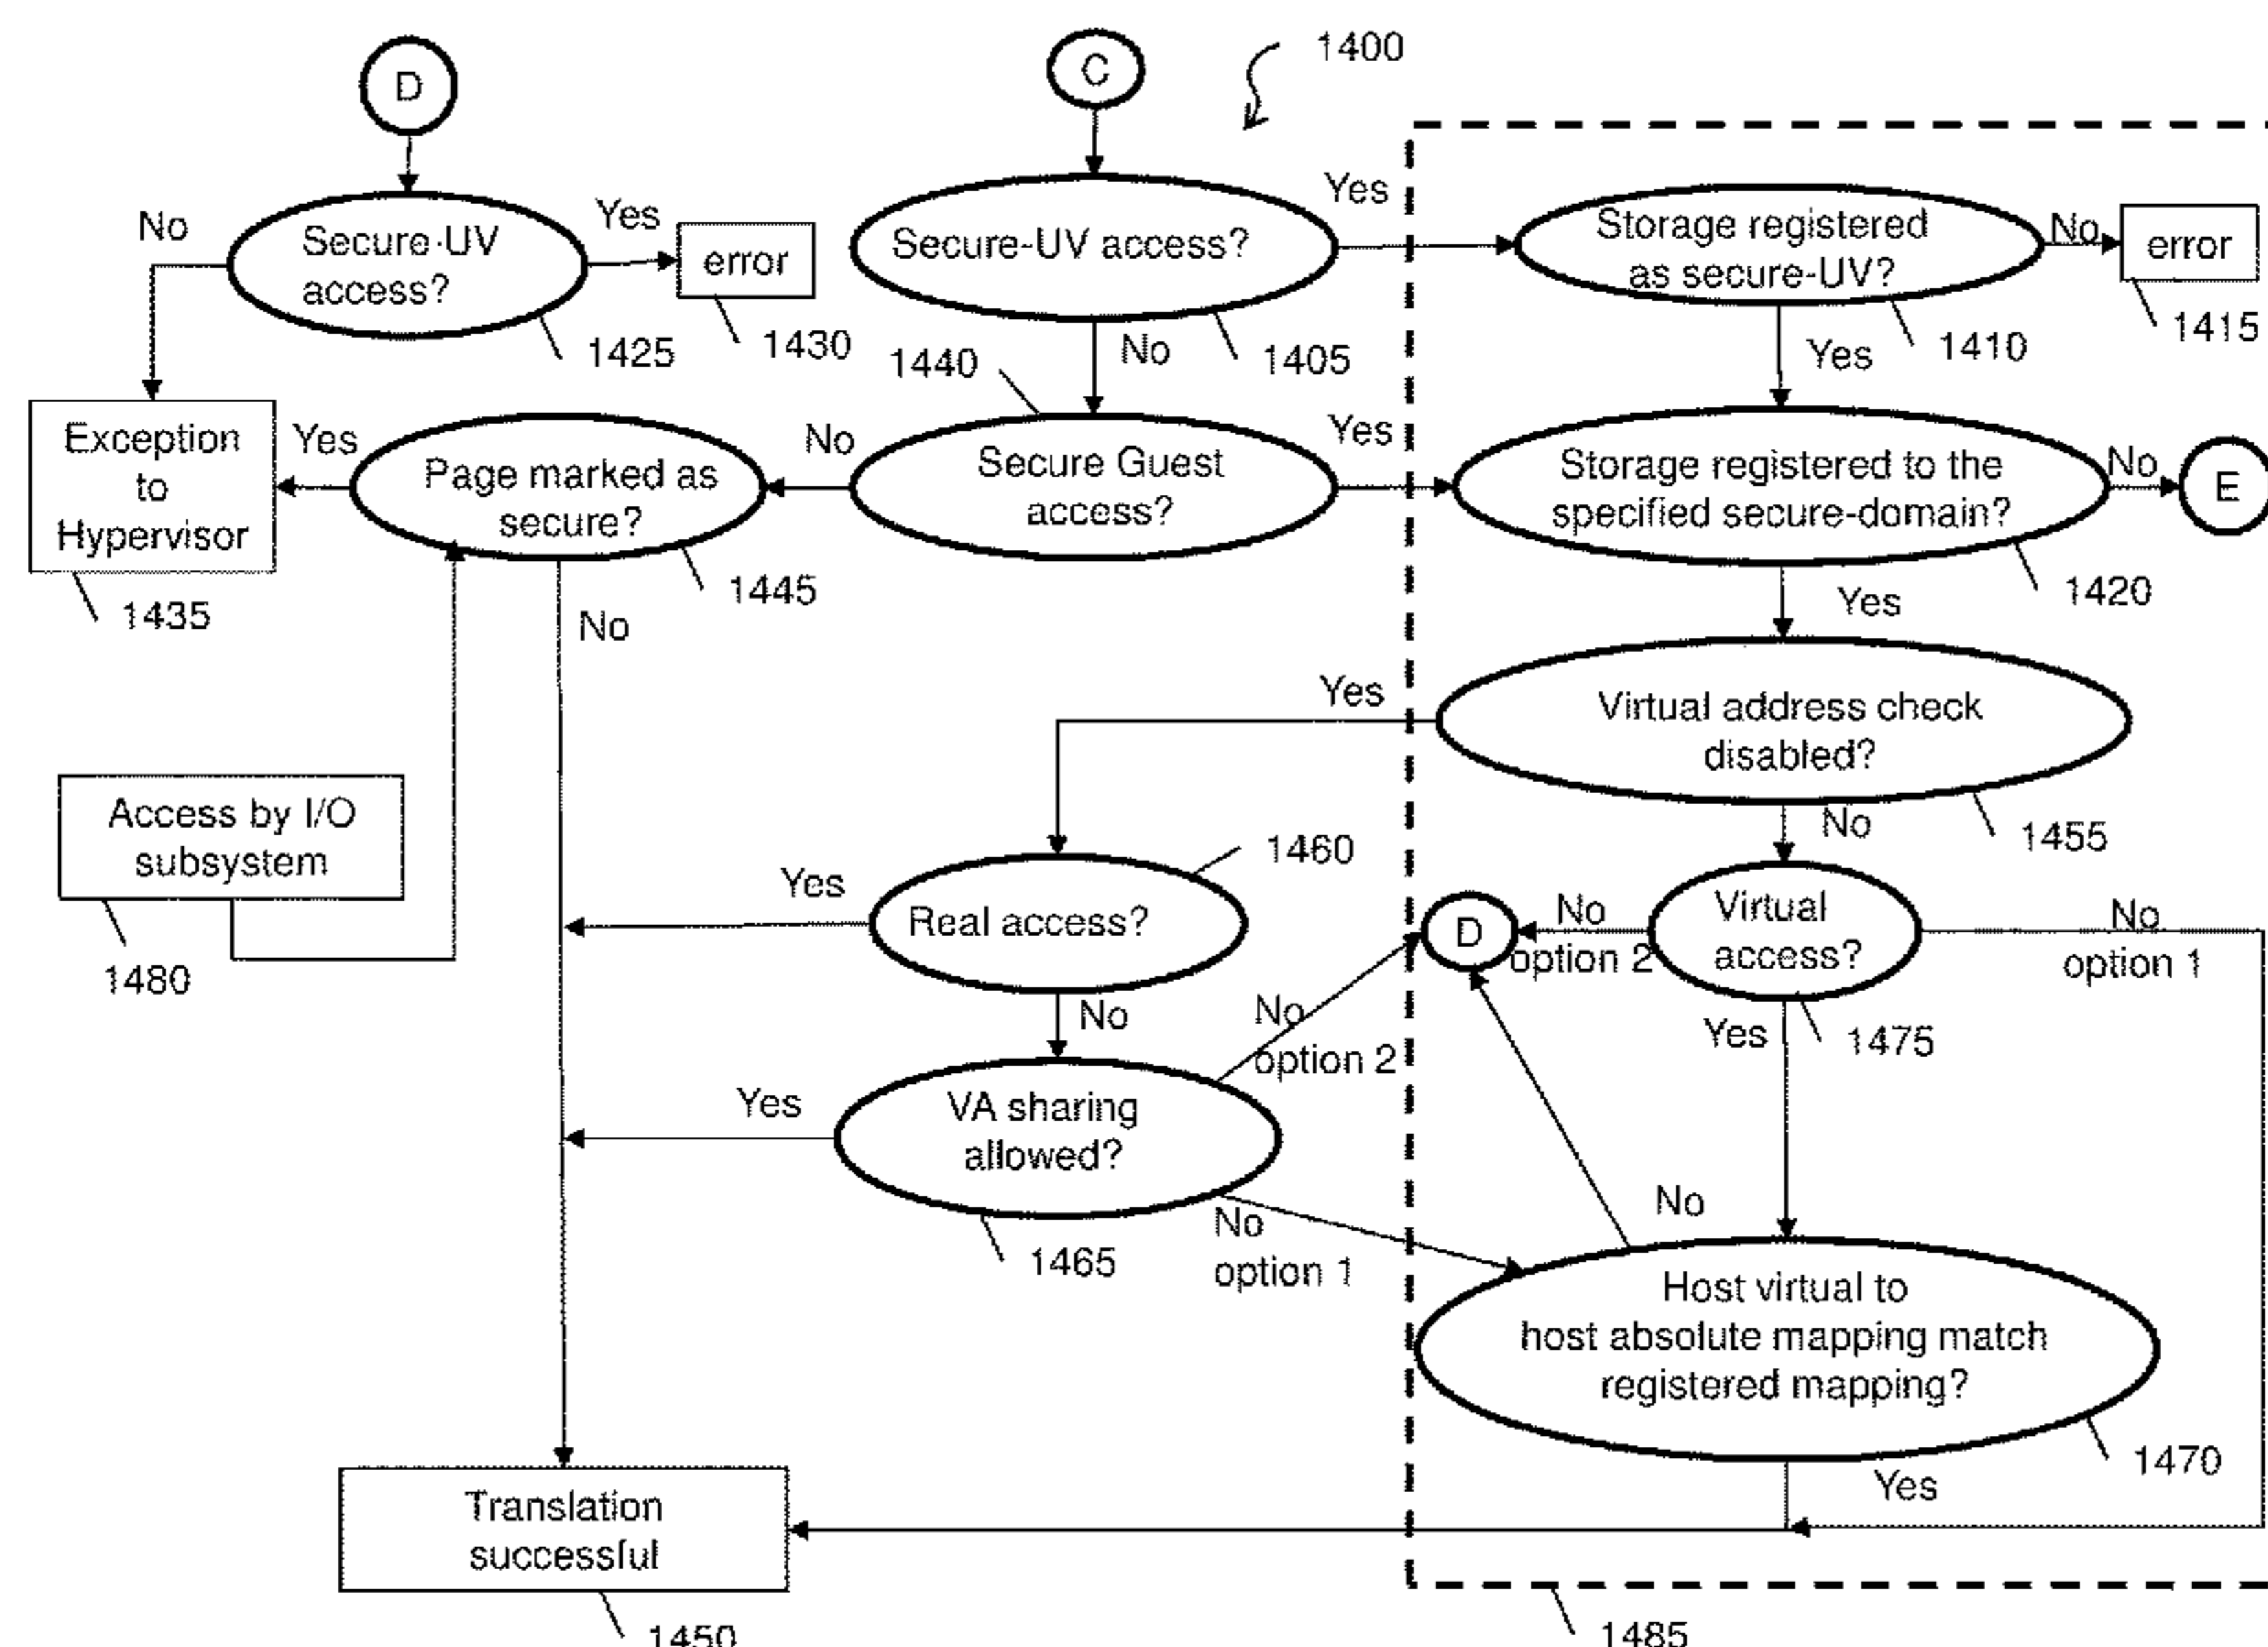 1400
D
C
Secure-UV
access?
No
Yes
error
1425
1430
Secure-UV access?
Yes
No
1405
Storage registered
as secure-UV?
No
error
1415
Yes
1410
1440
Exception
to
Hypervisor
1435
Yes
Page marked as
secure?
1445
No
No
Secure Guest
access?
Yes
Storage registered to the
specified secure-domain?
No
E
1420
Yes
Virtual address check
disabled?
Yes
No
1455
Access by I/O
subsystem
1480
1460
Yes
Real access?
No
D
No
option 2
Virtual
access?
No
option 1
Yes
1475
No
option 2
Yes
VA sharing
allowed?
1465
No
option 1
No
Host virtual to
host absolute mapping match
registered mapping?
1470
Yes
Translation
successful
1450
1485